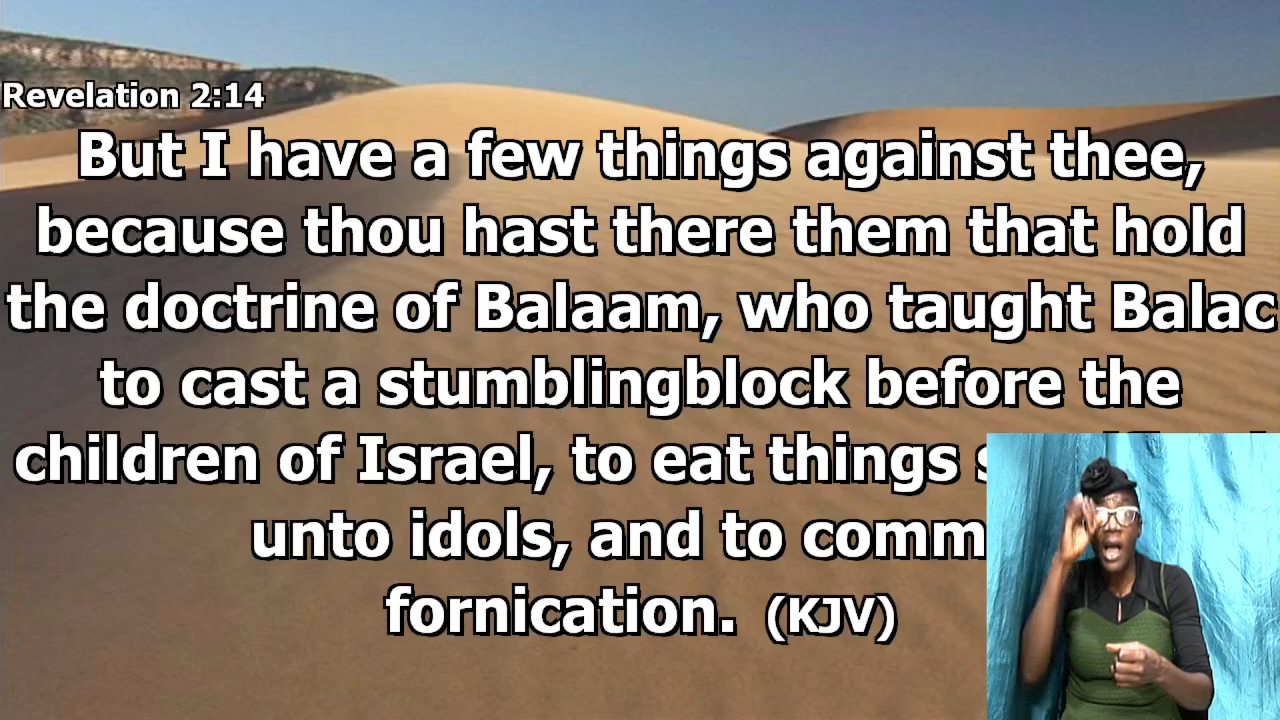 Revelation 2:14
But I have a few things against thee,
because thou hast there them that hold
the doctrine of Balaam, who taught Balac
to cast a stumblingblock before the
children of Israel, to eat things
unto idols, and to comm
fornication. (KJV)